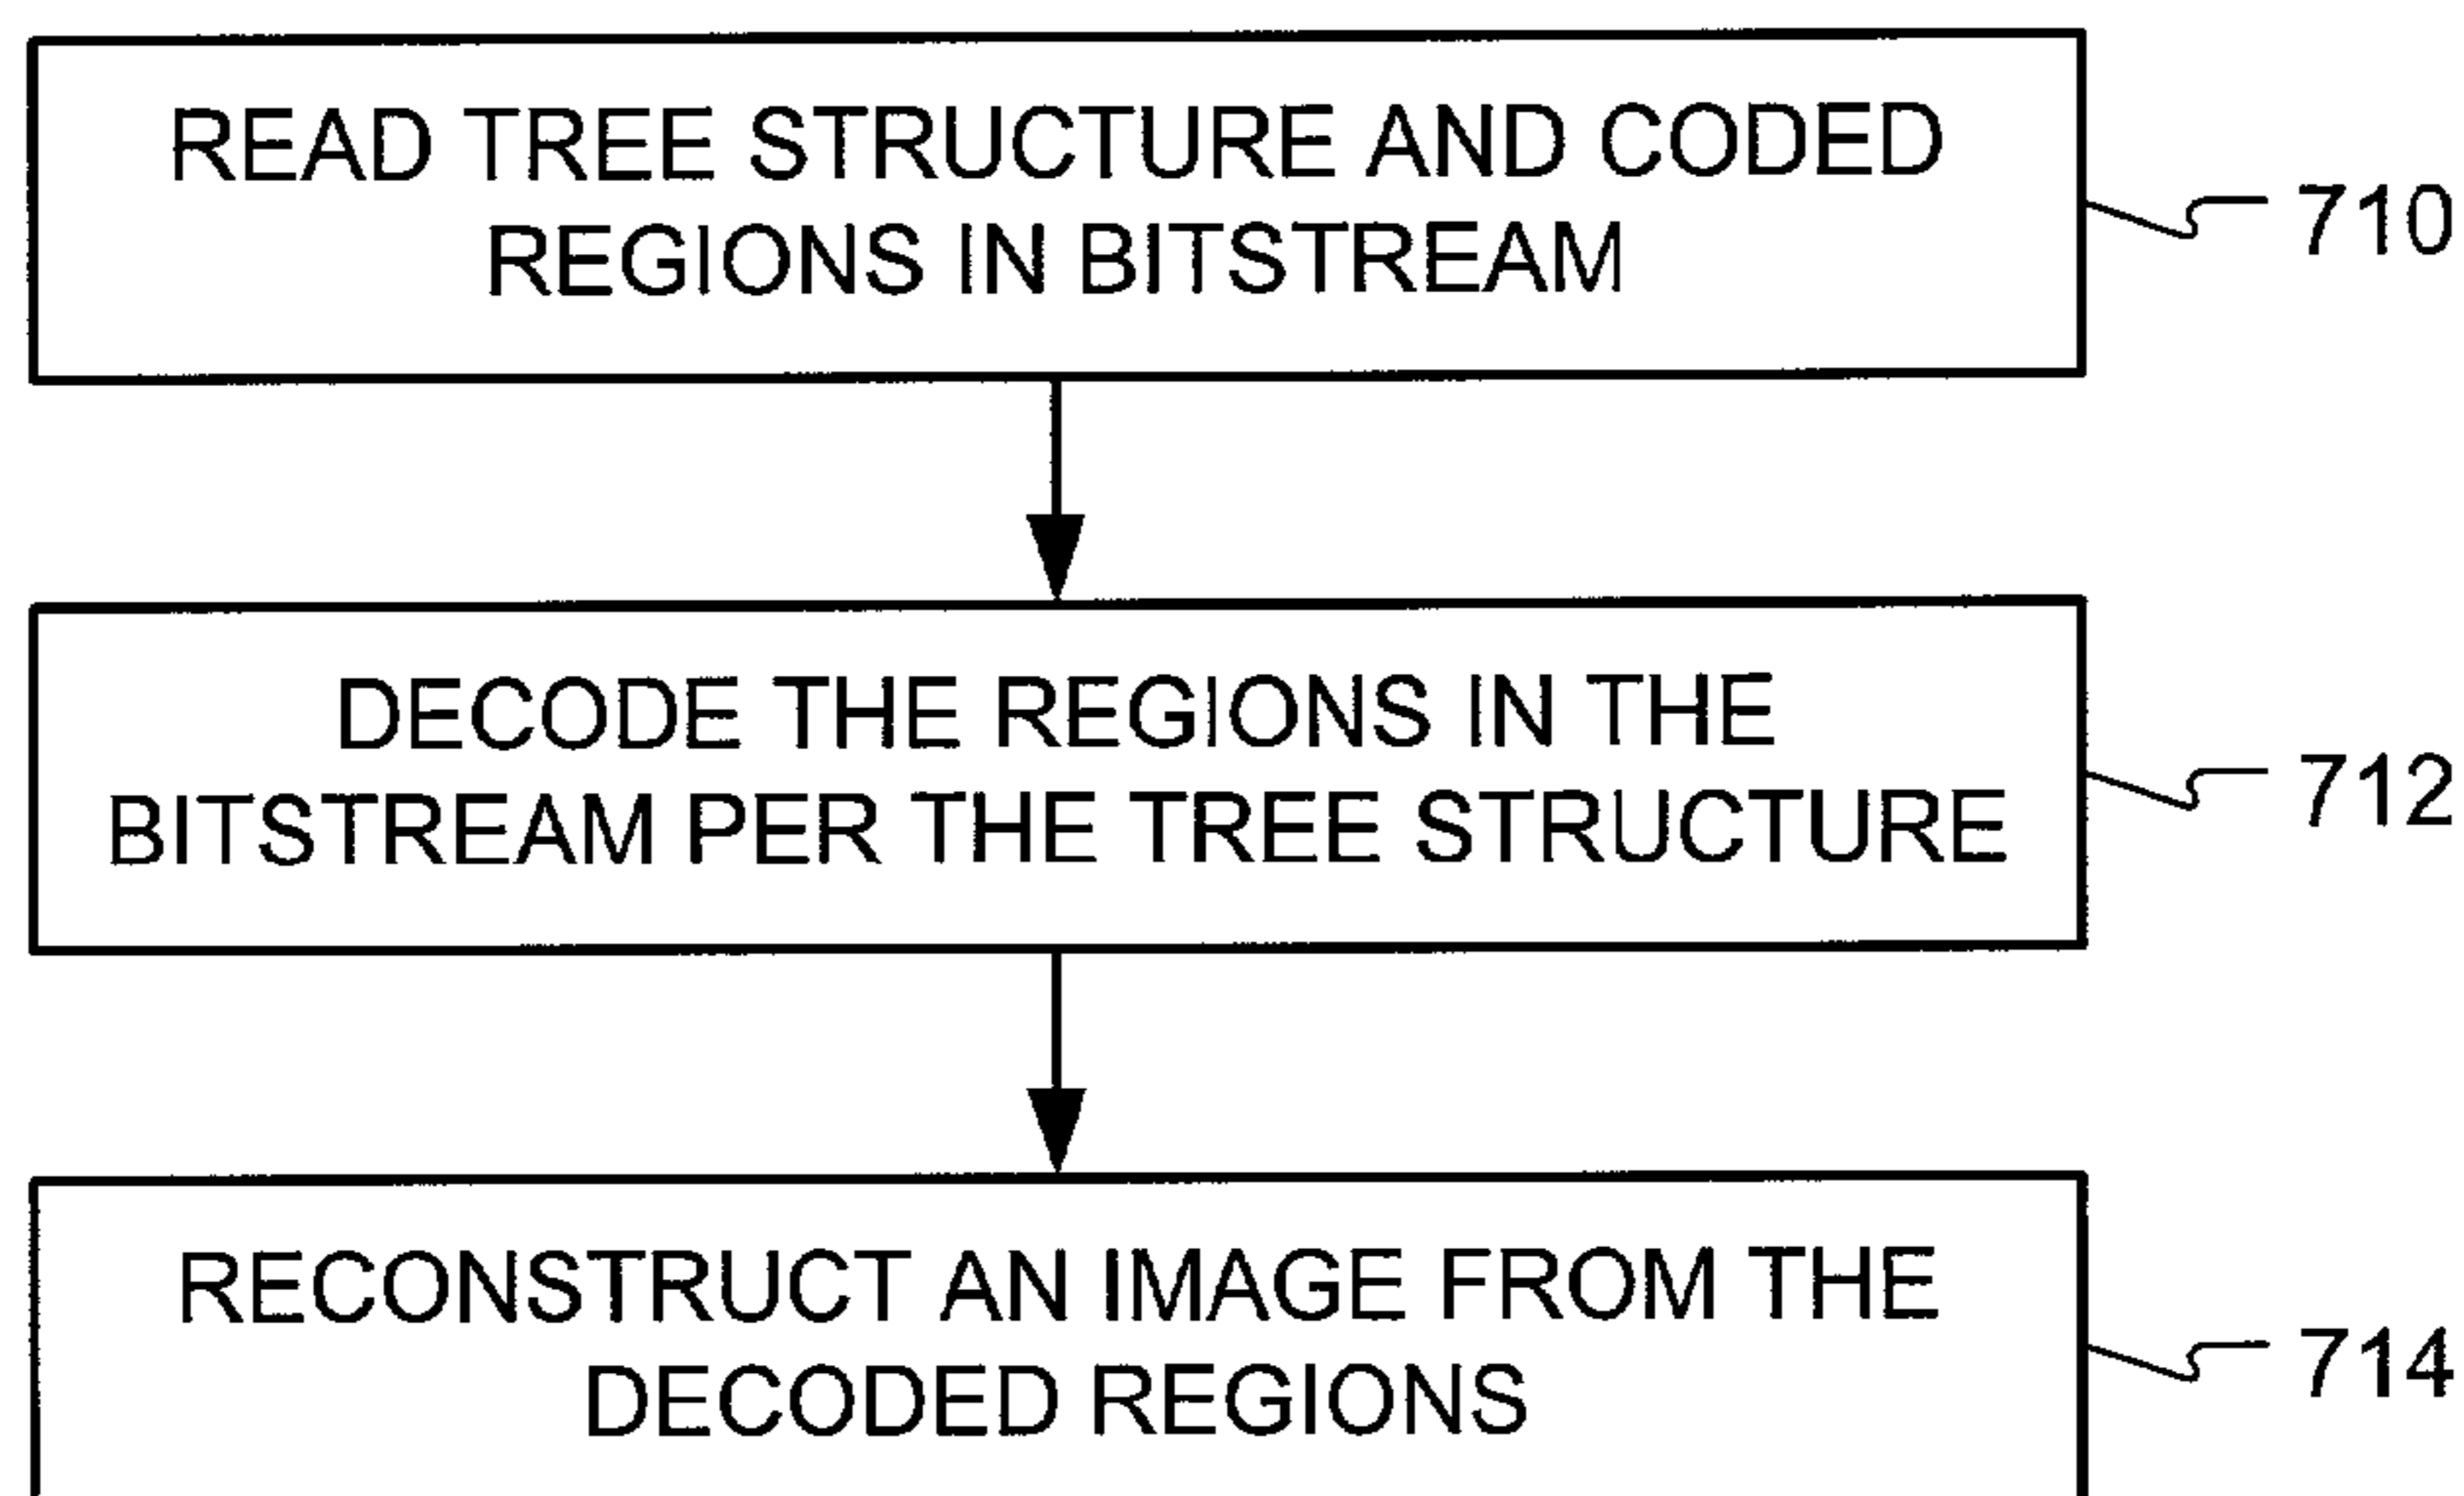 READ TREE STRUCTURE AND CODED
REGIONS IN BITSTREAM
710
DECODE THE REGIONS IN THE
BITSTREAM PER THE TREE STRUCTURE
712
RECONSTRUCT AN IMAGE FROM THE
DECODED REGIONS
714